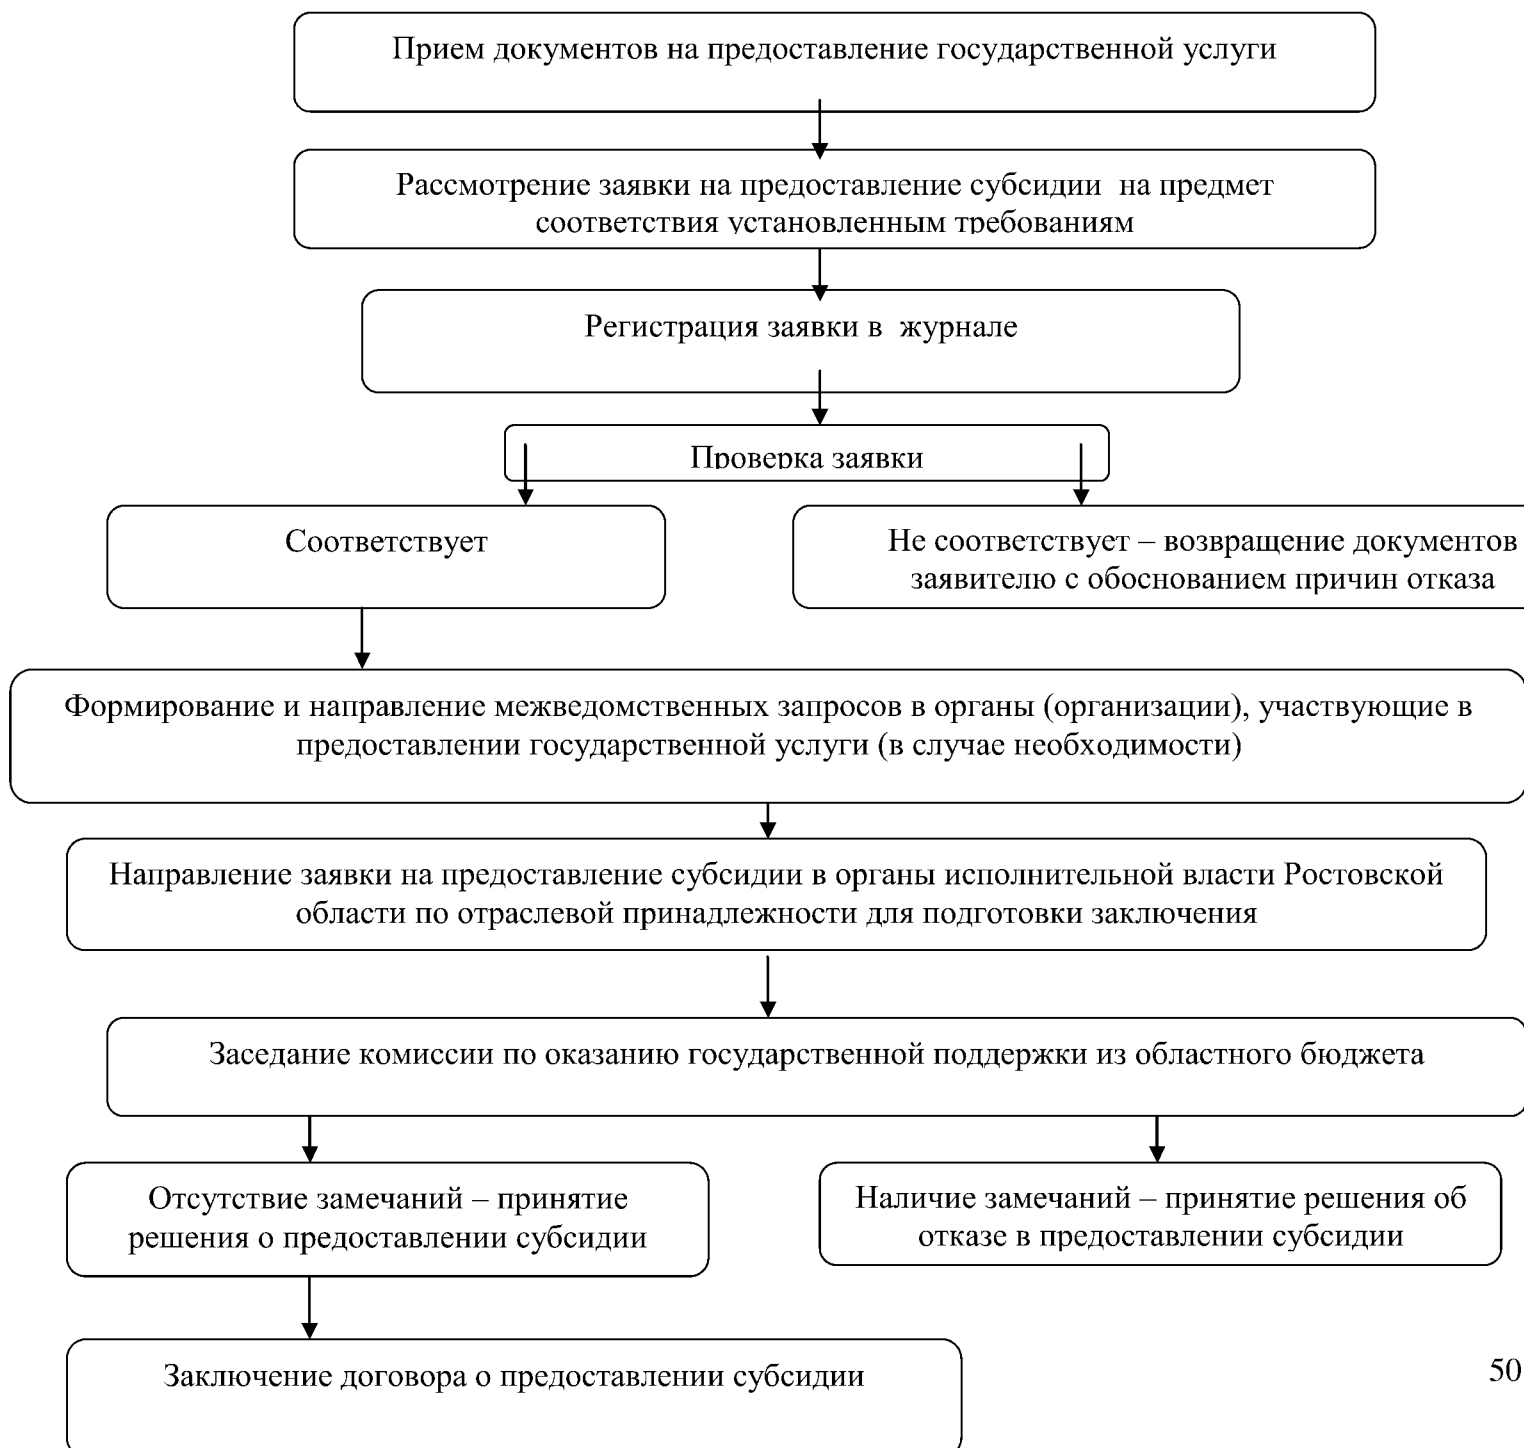 Прием документов на предоставление государственной услуги
Рассмотрение заявки на предоставление субсидии  на предмет
соответствия установленным требованиям
Регистрация заявки в  журнале
Проверка заявки
Соответствует
Не соответствует – возвращение документов
заявителю с обоснованием причин отказа
Формирование и направление межведомственных запросов в органы (организации), участвующие в
предоставлении государственной услуги (в случае необходимости)
Направление заявки на предоставление субсидии в органы исполнительной власти Ростовской
области по отраслевой принадлежности для подготовки заключения
Заседание комиссии по оказанию государственной поддержки из областного бюджета
Отсутствие замечаний – принятие
решения о предоставлении субсидии
Наличие замечаний – принятие решения об
отказе в предоставлении субсидии
Заключение договора о предоставлении субсидии
50